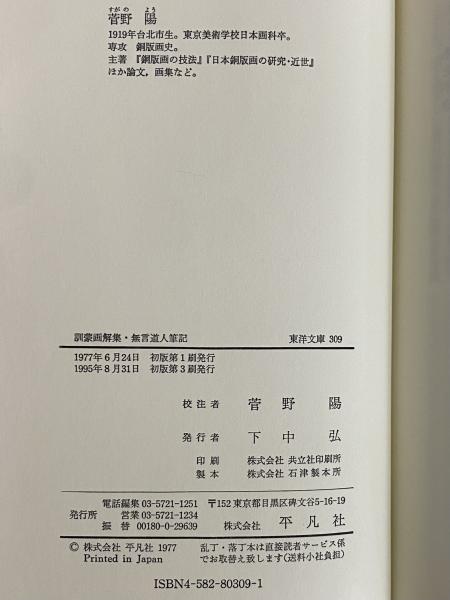 すがの よう
菅野 陽
1919年台北市生。東京美術学校日本画科卒。
専攻 銅版画史。
主著『銅版画の技法』『日本銅版画の研究・近世』
ほか論文，画集など。
訓蒙画解集・無言道人筆記 東洋文庫 309
1977年6月24日 初版第1刷発行
1995年8月31日 初版第3刷発行
校注者 菅野 陽
発行者 下中 弘
印刷 株式会社 共立社印刷所
製本 株式会社 石津製本所
電話編集 03-5721-1251 〒152 東京都目黒区碑文谷5-16-19
発行所 営業 03-5721-1234
振替 00180-0-29639 株式会社 平凡社
© 株式会社 平凡社 1977 乱丁・落丁本は直接読者サービス係
Printed in Japan でお取替え致します(送料小社負担)
ISBN4-582-80309-1